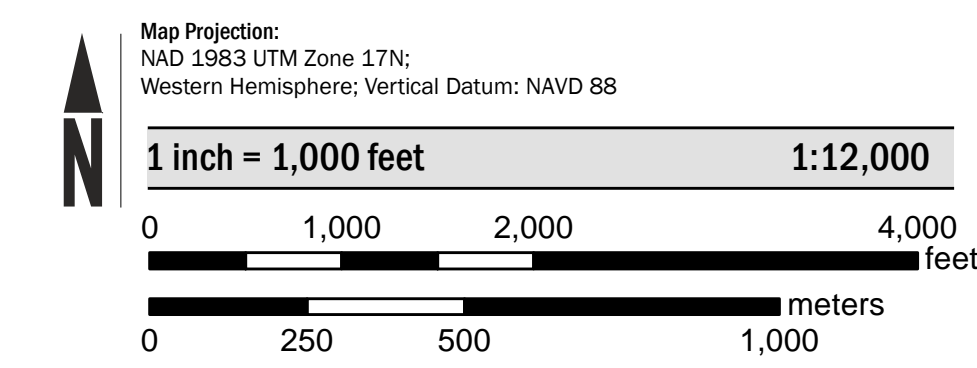 Map Projection:
NAD 1983 UTM Zone 17N;
Western Hemisphere; Vertical Datum: NAVD 88
N
1 inch = 1,000 feet 1:12,000
0 1,000 2,000 4,000
feet
meters
0 250 500 1,000